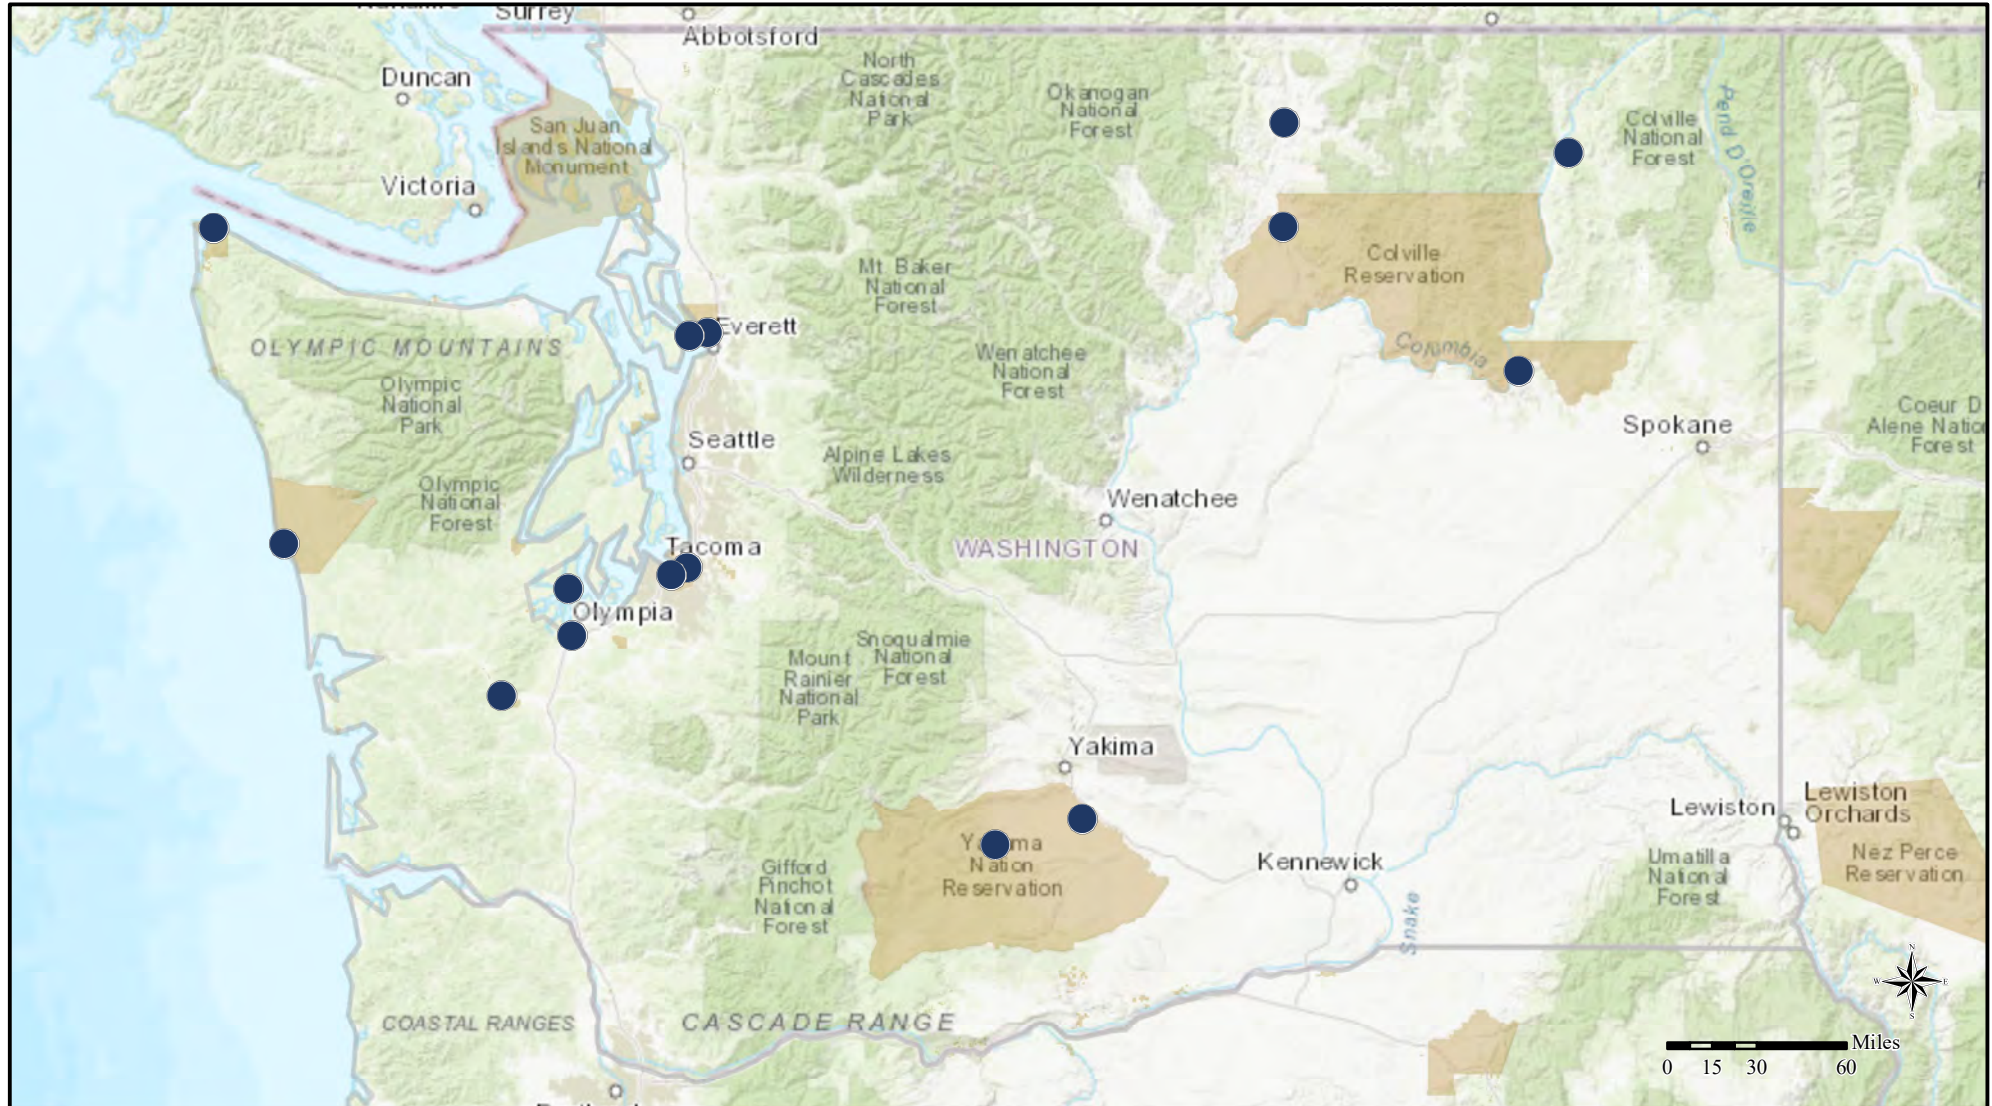 Surrey
Abbotsford
Duncan
North
Cascades
National
Park
Okanogan
National
Forest
Colville
National
Forest
Pend D'Oreille
San Juan
Islands National
Monument
Victoria
Colville
Reservation
Mt Baker
National
Forest
Everett
OLYMPIC MOUNTAINS
Wenatchee
National
Forest
Columbia
Olympic
National
Park
Coeur D
Alene Natio
Forest
Spokane
Seattle
Alpine Lakes
Wilderness
Olympic
National
Forest
Wenatchee
Tacoma
WASHINGTON
Olympia
Snoqualmie
National
Forest
Mount
Rainier
National
Park
Yakima
Lewiston
Lewiston
Orchards
Nation
Reservation
Kennewick
Gifford
Pinchot
National
Forest
Umatilla
National
Forest
Nez Perce
Reservation
Snake
N
W
E
S
COASTAL RANGES
CASCADE RANGE
Miles
0 15 30 60